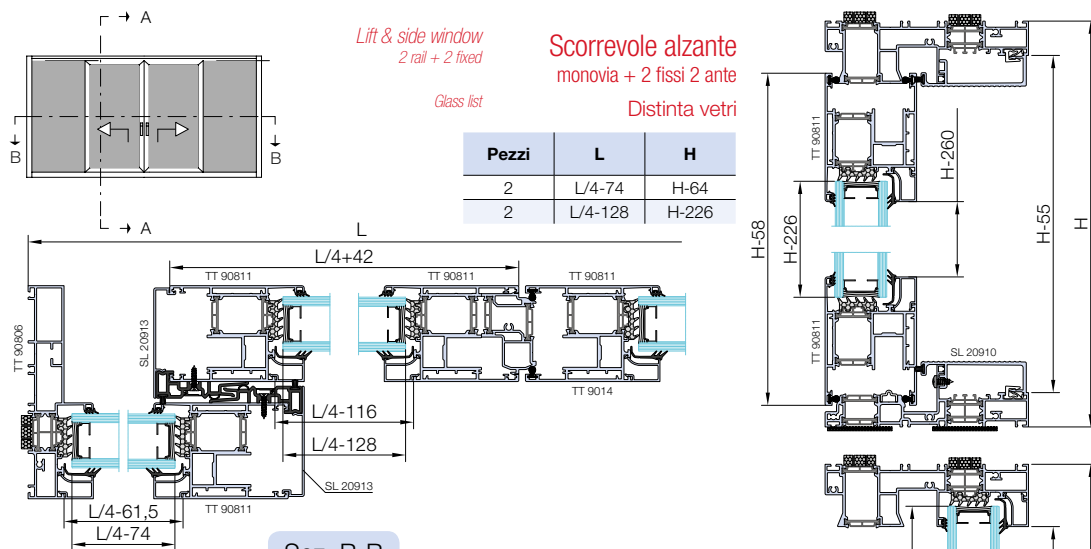 A
Lift & side window
2 rail + 2 fixed
Glass list
Scorrevole alzante
monovia + 2 fissi 2 ante
Distinta vetri
B
B
A
Pezzi L H
2 L/4-74 H-64
2 L/4-128 H-226
L
L/4+42
TT 90811
TT 90811
TT 90811
TT 90806
SL 20913
TT 9014
L/4-116
L/4-128
SL 20913
TT 90811
L/4-61,5
L/4-74
TT 90811
H-260
H-58
H-226
H-55
H
TT 90811
SL 20910